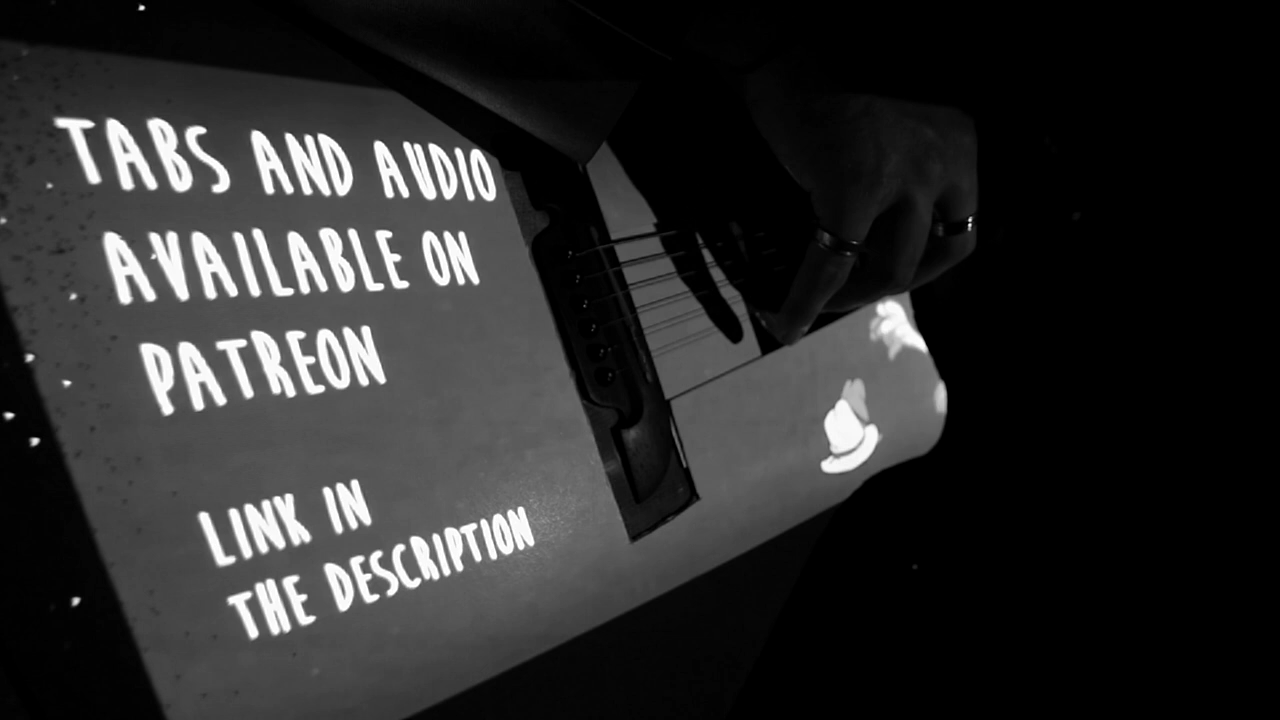 TABS AND AUDIO
AVAILABLE ON
PATREON
LINK IN
THE DESCRIPTION